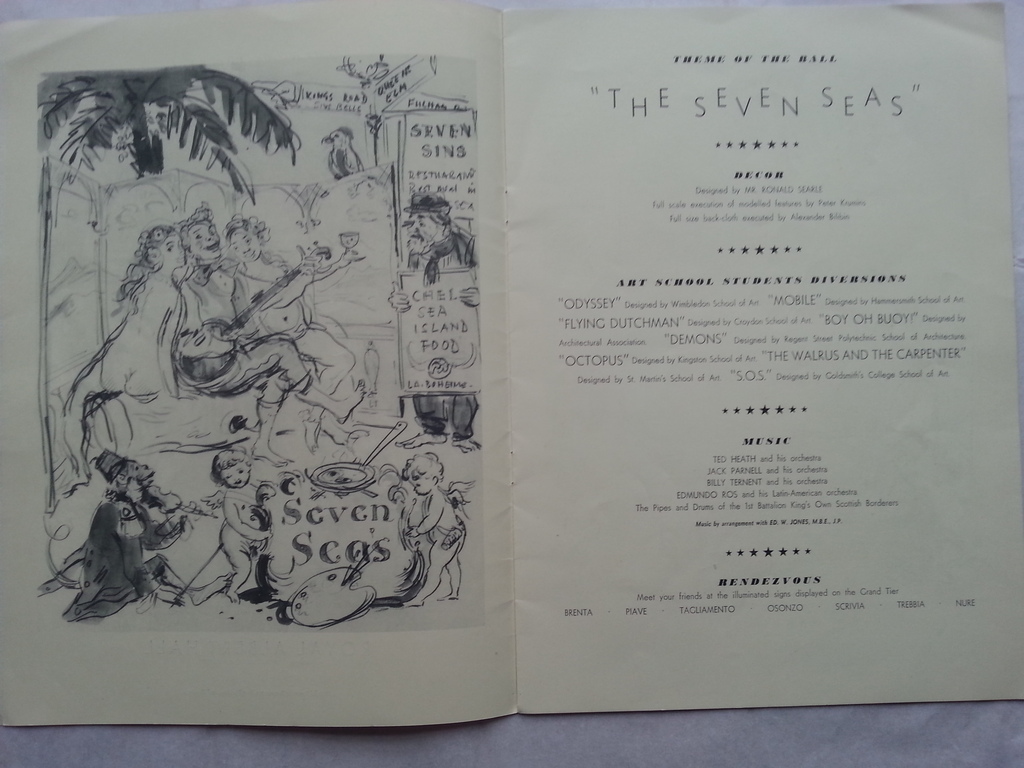 VIKINGS ROAD
QUEEN'S
ELM
FULHAM
SEVEN
SINS
RESTAURANT
CHEL
SEA
ISLAND
FOOD
LA BOHEME
Seven
Seas
THEME OF THE BALL
"THE SEVEN SEAS"
DECOR
Designed by MR. RONALD SEARLE
Full scale execution of modelled features by Peter Krumins
Full size back-cloth executed by Alexander Bilibin
ART SCHOOL STUDENTS DIVERSIONS
"ODYSSEY" Designed by Wimbledon School of Art. "MOBILE" Designed by Hammersmith School of Art.
"FLYING DUTCHMAN" Designed by Croydon School of Art. "BOY OH BUOY!" Designed by
Architectural Association. "DEMONS" Designed by Regent Street Polytechnic School of Architecture.
"OCTOPUS" Designed by Kingston School of Art. "THE WALRUS AND THE CARPENTER"
Designed by St. Martin's School of Art. "S.O.S." Designed by Goldsmith's College School of Art.
MUSIC
TED HEATH and his orchestra
JACK PARNELL and his orchestra
BILLY TERNENT and his orchestra
EDMUNDO ROS and his Latin-American orchestra
The Pipes and Drums of the 1st Battalion King's Own Scottish Borderers
Music by arrangement with ED. W. JONES, M.B.E., J.P.
RENDEZVOUS
Meet your friends at the illuminated signs displayed on the Grand Tier
BRENTA · PIAVE · TAGLIAMENTO · OSONZO · SCRIVIA · TREBBIA · NURE